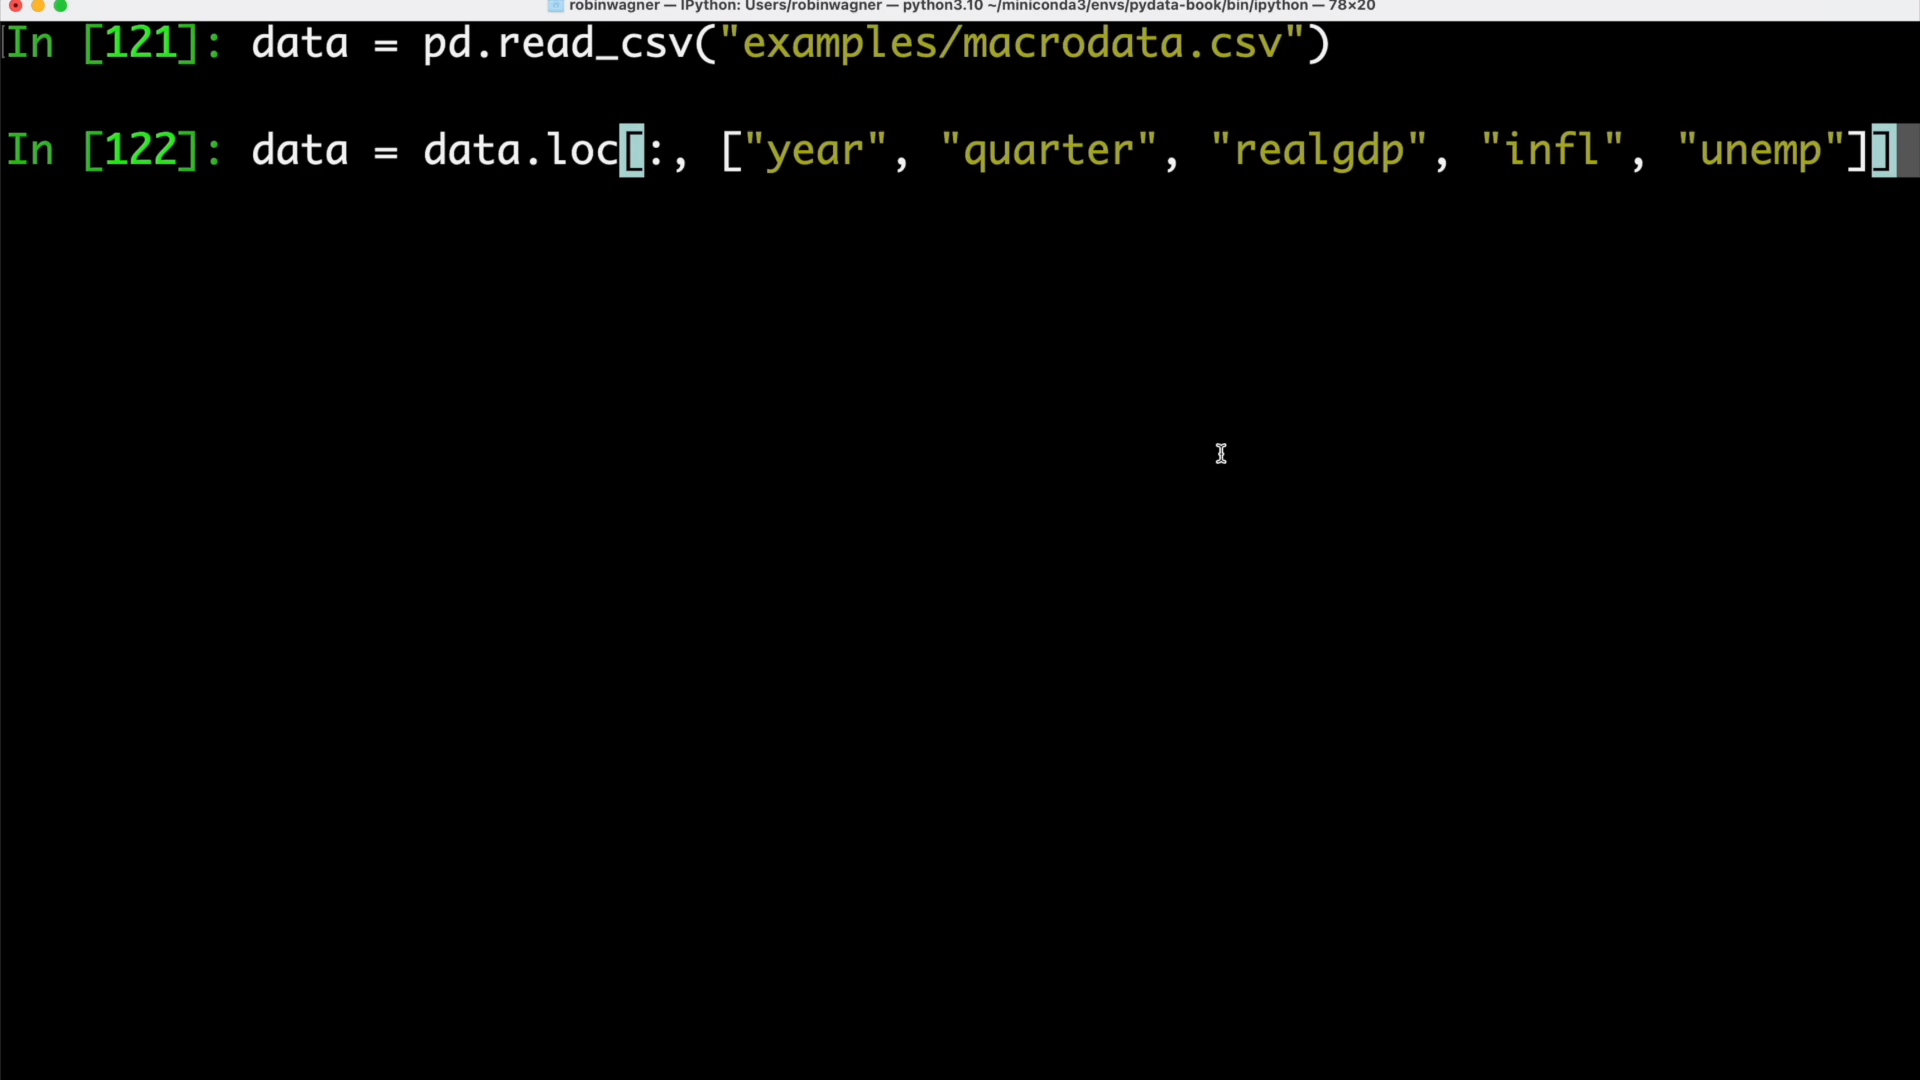 robinwagner — IPython: Users/robinwagner — python3.10 ~/miniconda3/envs/pydata-book/bin/ipython — 78×20
In [121]: data = pd.read_csv("examples/macrodata.csv")
In [122]: data = data.loc[:, ["year", "quarter", "realgdp", "infl", "unemp"]]